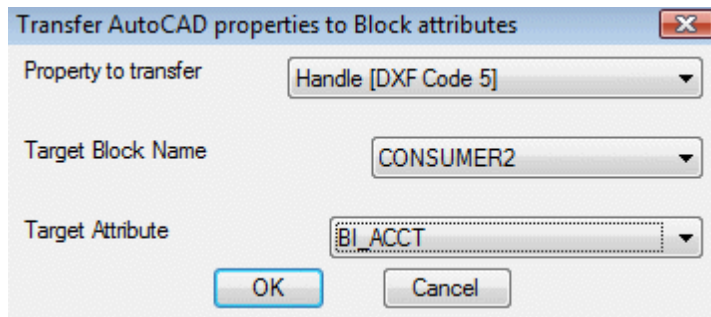 Transfer AutoCAD properties to Block attributes
Property to transfer Handle [DXF Code 5]
Target Block Name CONSUMER2
Target Attribute BI_ACCT
OK Cancel